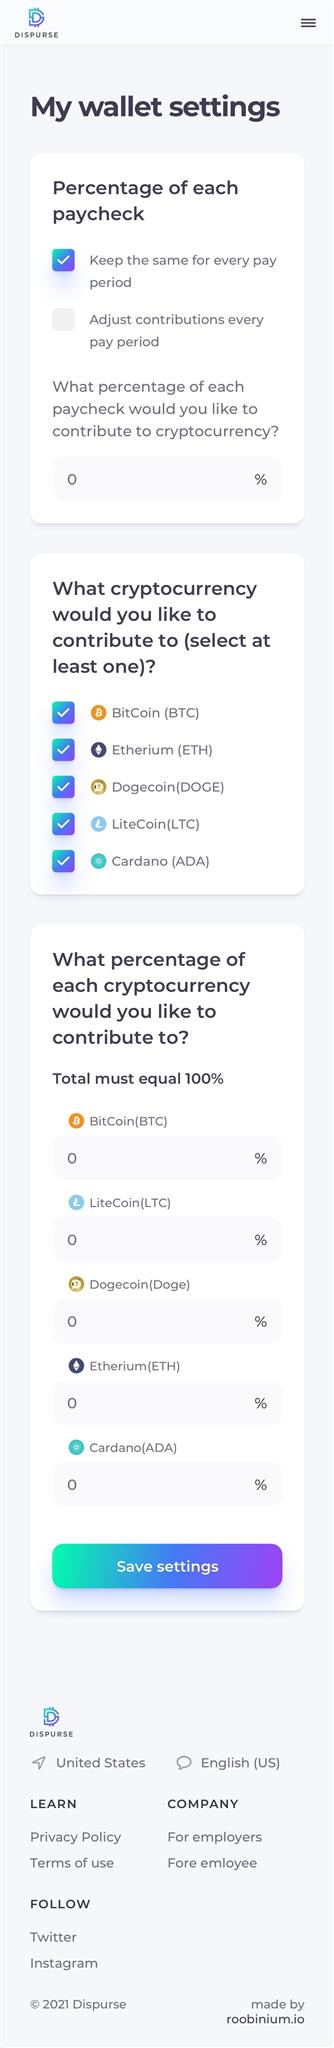 DISPURSE
My wallet settings
Percentage of each
paycheck
Keep the same for every pay
period
Adjust contributions every
pay period
What percentage of each
paycheck would you like to
contribute to cryptocurrency?
0 %
What cryptocurrency
would you like to
contribute to (select at
least one)?
BitCoin (BTC)
Etherium (ETH)
Dogecoin(DOGE)
LiteCoin(LTC)
Cardano (ADA)
What percentage of
each cryptocurrency
would you like to
contribute to?
Total must equal 100%
BitCoin(BTC)
0 %
LiteCoin(LTC)
0 %
Dogecoin(Doge)
0 %
Etherium(ETH)
0 %
Cardano(ADA)
0 %
Save settings
DISPURSE
United States English (US)
LEARN COMPANY
Privacy Policy For employers
Terms of use Fore emloyee
FOLLOW
Twitter
Instagram
© 2021 Dispurse made by
roobinium.io